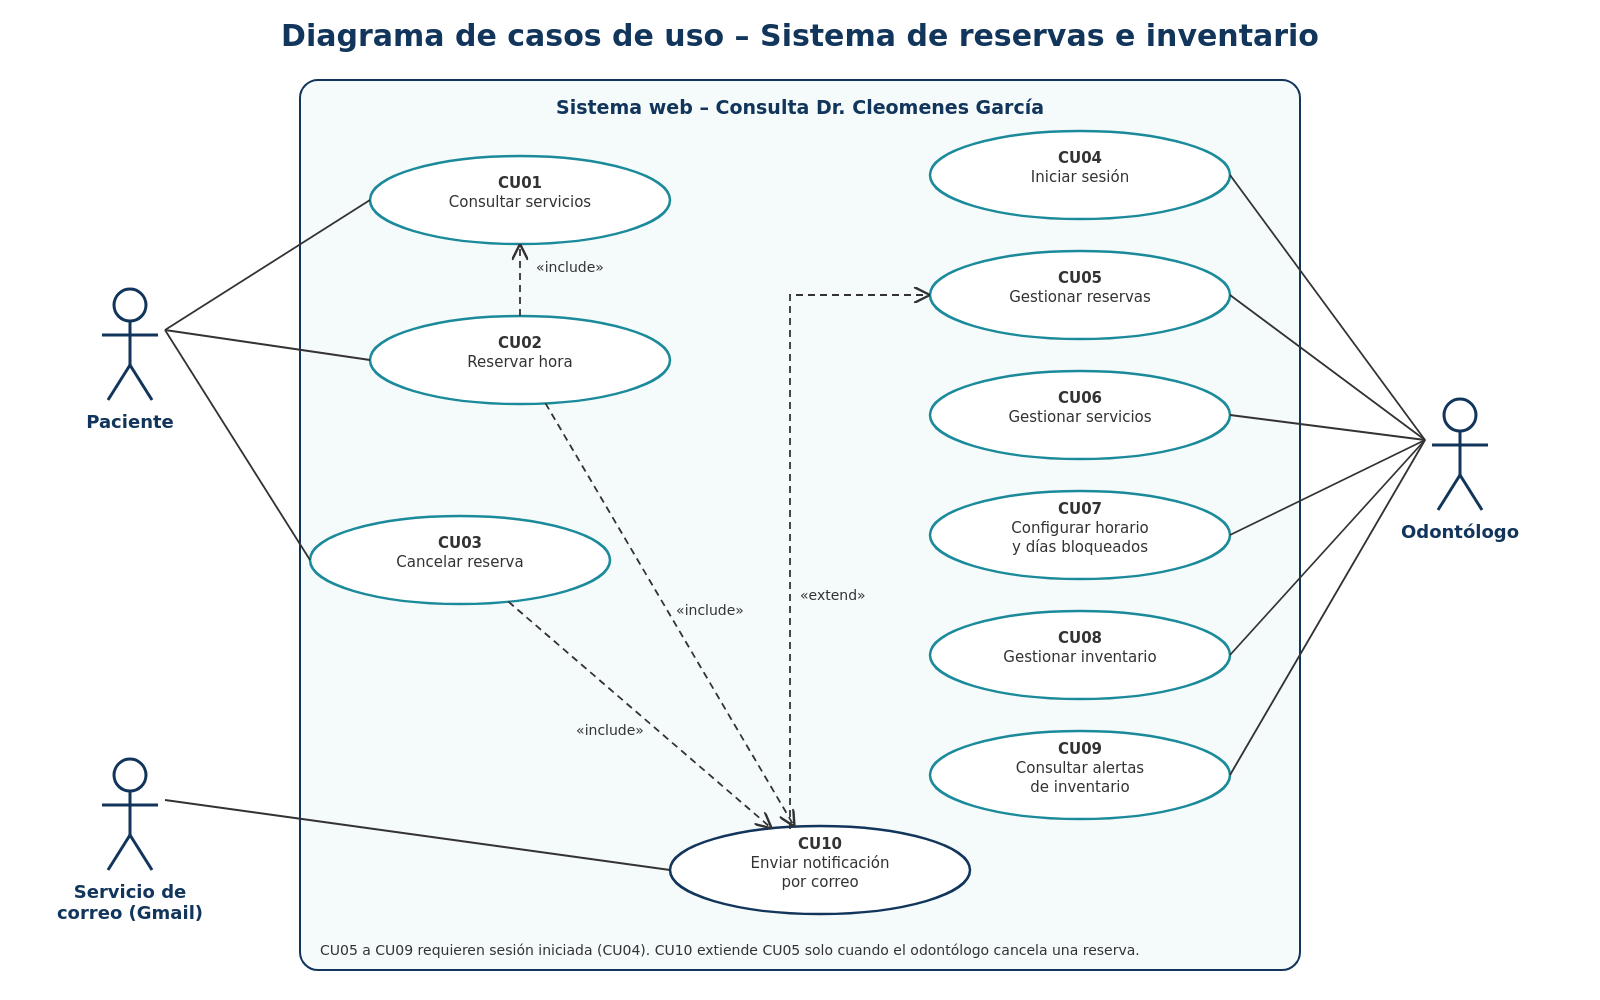 Diagrama de casos de uso – Sistema de reservas e inventario
Sistema web – Consulta Dr. Cleomenes García
CU01
Consultar servicios
«include»
CU02
Reservar hora
CU03
Cancelar reserva
«include»
«include»
«extend»
CU04
Iniciar sesión
CU05
Gestionar reservas
CU06
Gestionar servicios
CU07
Configurar horario
y días bloqueados
CU08
Gestionar inventario
CU09
Consultar alertas
de inventario
CU10
Enviar notificación
por correo
Paciente
Servicio de
correo (Gmail)
Odontólogo
CU05 a CU09 requieren sesión iniciada (CU04). CU10 extiende CU05 solo cuando el odontólogo cancela una reserva.